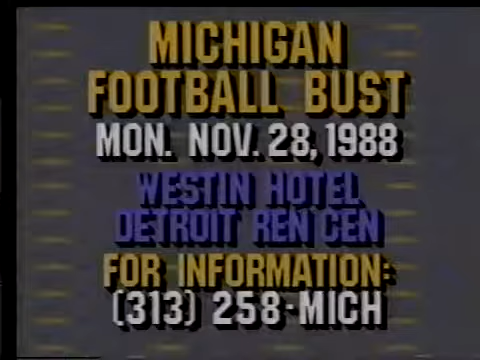 MICHIGAN
FOOTBALL BUST
MON. NOV. 28, 1988
WESTIN HOTEL
DETROIT REN CEN
FOR INFORMATION:
(313) 258-MICH